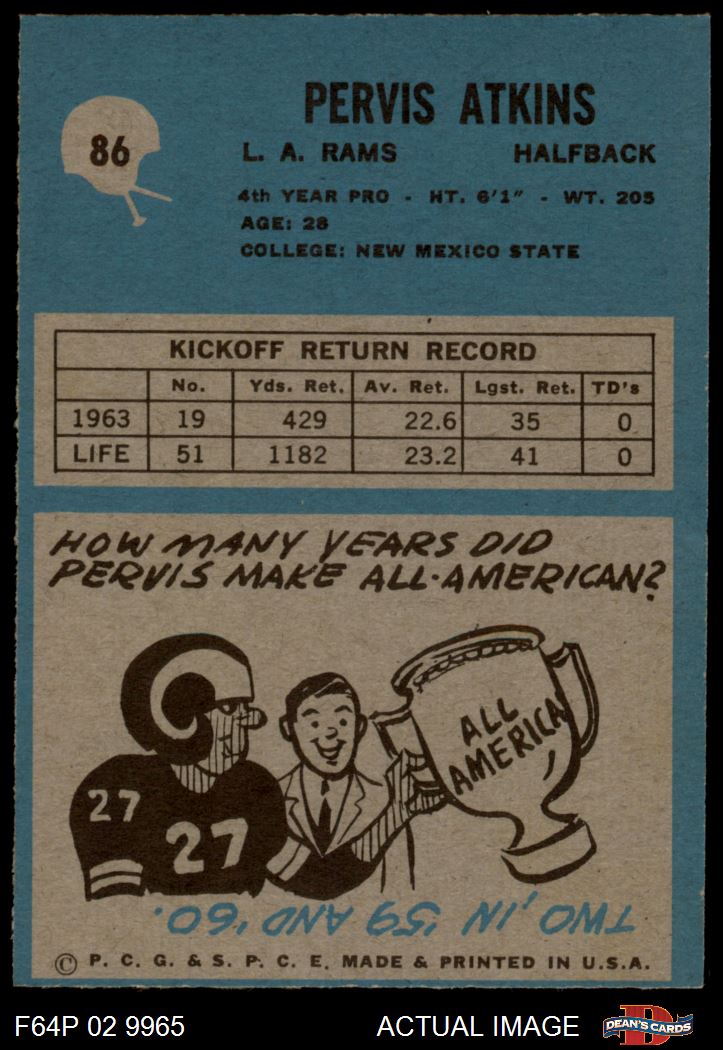 PERVIS ATKINS
86
L. A. RAMS HALFBACK
4th YEAR PRO - HT. 6'1" - WT. 205
AGE: 28
COLLEGE: NEW MEXICO STATE
KICKOFF RETURN RECORD
No. Yds. Ret. Av. Ret. Lgst. Ret. TD's
1963 19 429 22.6 35 0
LIFE 51 1182 23.2 41 0
HOW MANY YEARS DID
PERVIS MAKE ALL-AMERICAN?
ALL
AMERICA
27
27
TWO, IN '59 AND '60.
© P. C. G. & S. P. C. E. MADE & PRINTED IN U.S.A.
F64P 02 9965 ACTUAL IMAGE
D
DEAN'S CARDS